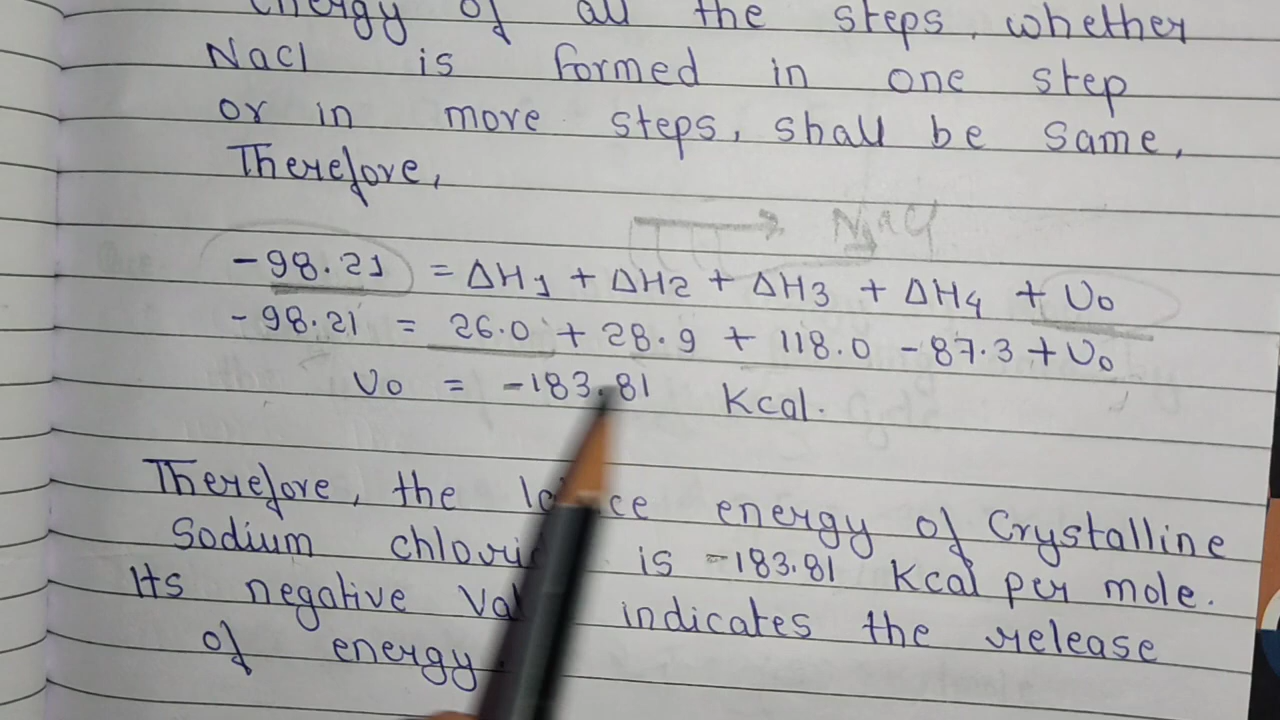 energy of all the steps, whether
NaCl is formed in one step
or in more steps, shall be same.
Therefore,
NaCl
-98.21 = ΔH1 + ΔH2 + ΔH3 + ΔH4 + U0
-98.21 = 26.0 + 28.9 + 118.0 - 87.3 + U0
U0 = -183.81 Kcal.
Therefore, the energy of Crystalline
Sodium is -183.81 Kcal per mole.
Its negative indicates the release
of energy.